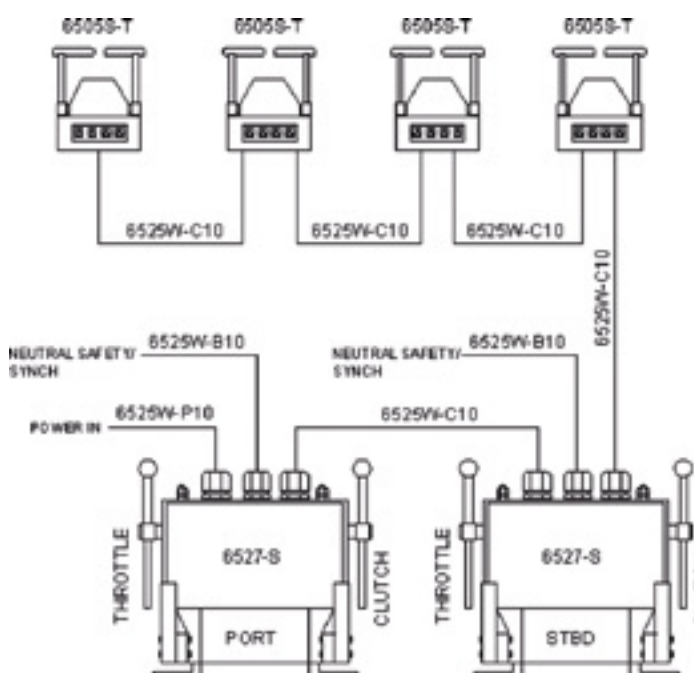 6505S-T 6505S-T 6505S-T 6505S-T
6525W-C10 6525W-C10 6525W-C10
6525W-C10
6525W-B10 6525W-B10
NEUTRAL SAFETY/ NEUTRAL SAFETY/
SYNCH SYNCH
6525W-P10 6525W-C10
POWER IN
THROTTLE
6527-S
CLUTCH
THROTTLE
6527-S
PORT STBD